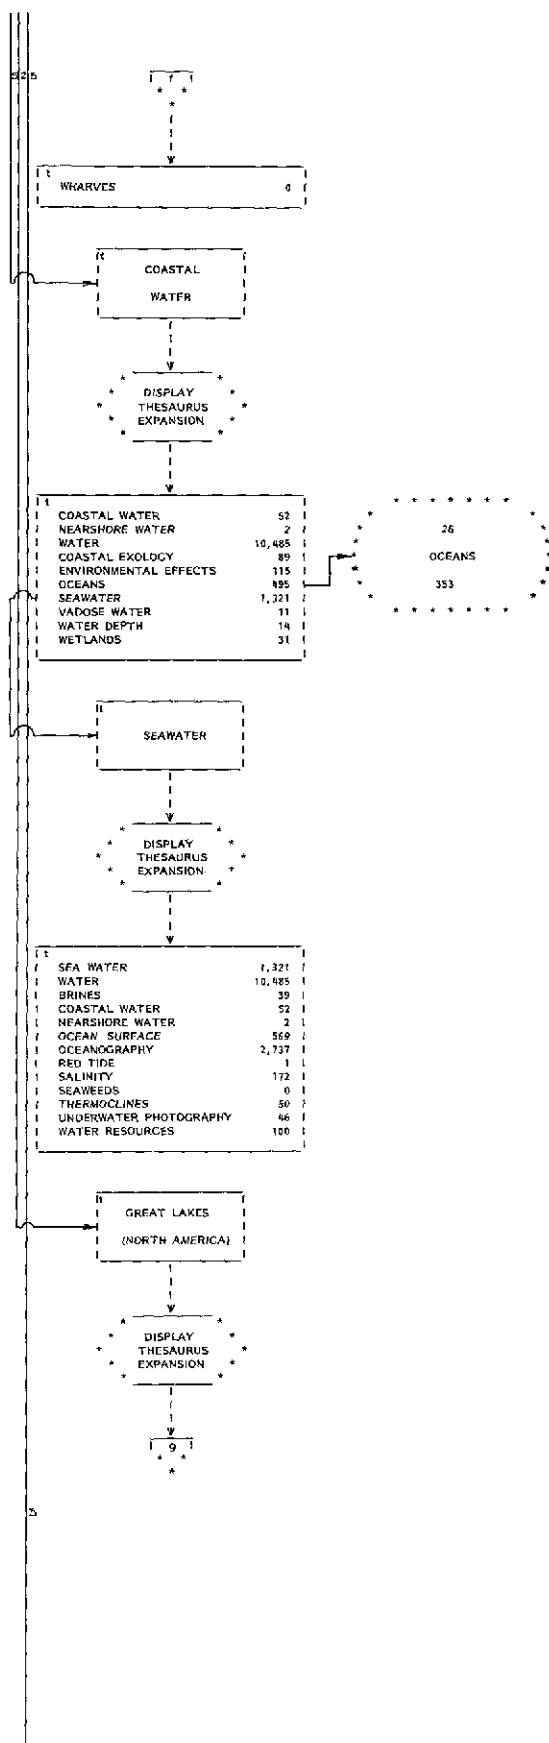 525
7
t
WHARVES 0
t
COASTAL
WATER
DISPLAY
THESAURUS
EXPANSION
t
COASTAL WATER 52
NEARSHORE WATER 2
WATER 10,485
COASTAL EXOLOGY 89
ENVIRONMENTAL EFFECTS 115
OCEANS 495
SEAWATER 1,321
VADOSE WATER 11
WATER DEPTH 14
WETLANDS 31
26
OCEANS
353
t
SEAWATER
DISPLAY
THESAURUS
EXPANSION
t
SEA WATER 1,321
WATER 10,485
BRINES 39
COASTAL WATER 52
NEARSHORE WATER 2
OCEAN SURFACE 569
OCEANOGRAPHY 2,737
RED TIDE 1
SALINITY 172
SEAWEEDS 0
THERMOCLINES 50
UNDERWATER PHOTOGRAPHY 46
WATER RESOURCES 100
t
GREAT LAKES
(NORTH AMERICA)
DISPLAY
THESAURUS
EXPANSION
9